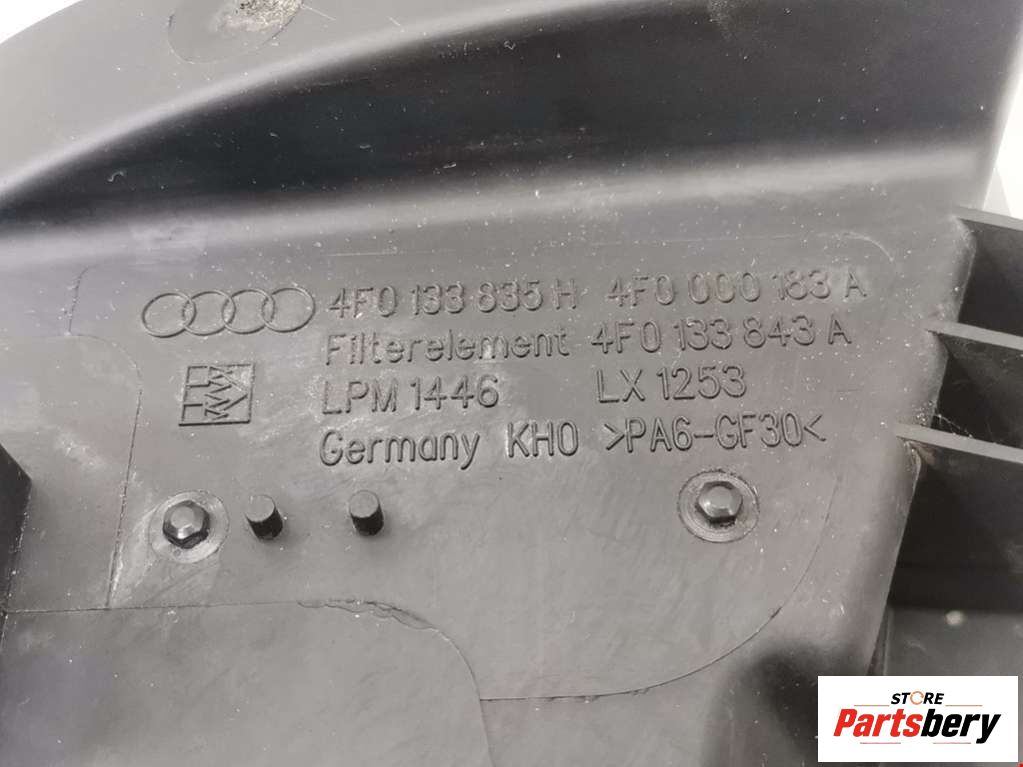 4F0 133 835 H 4F0 000 183 A
Filterelement 4F0 133 843 A
LPM 1446 LX 1253
Germany KH0 >PA6-GF30<
STORE
Partsbery